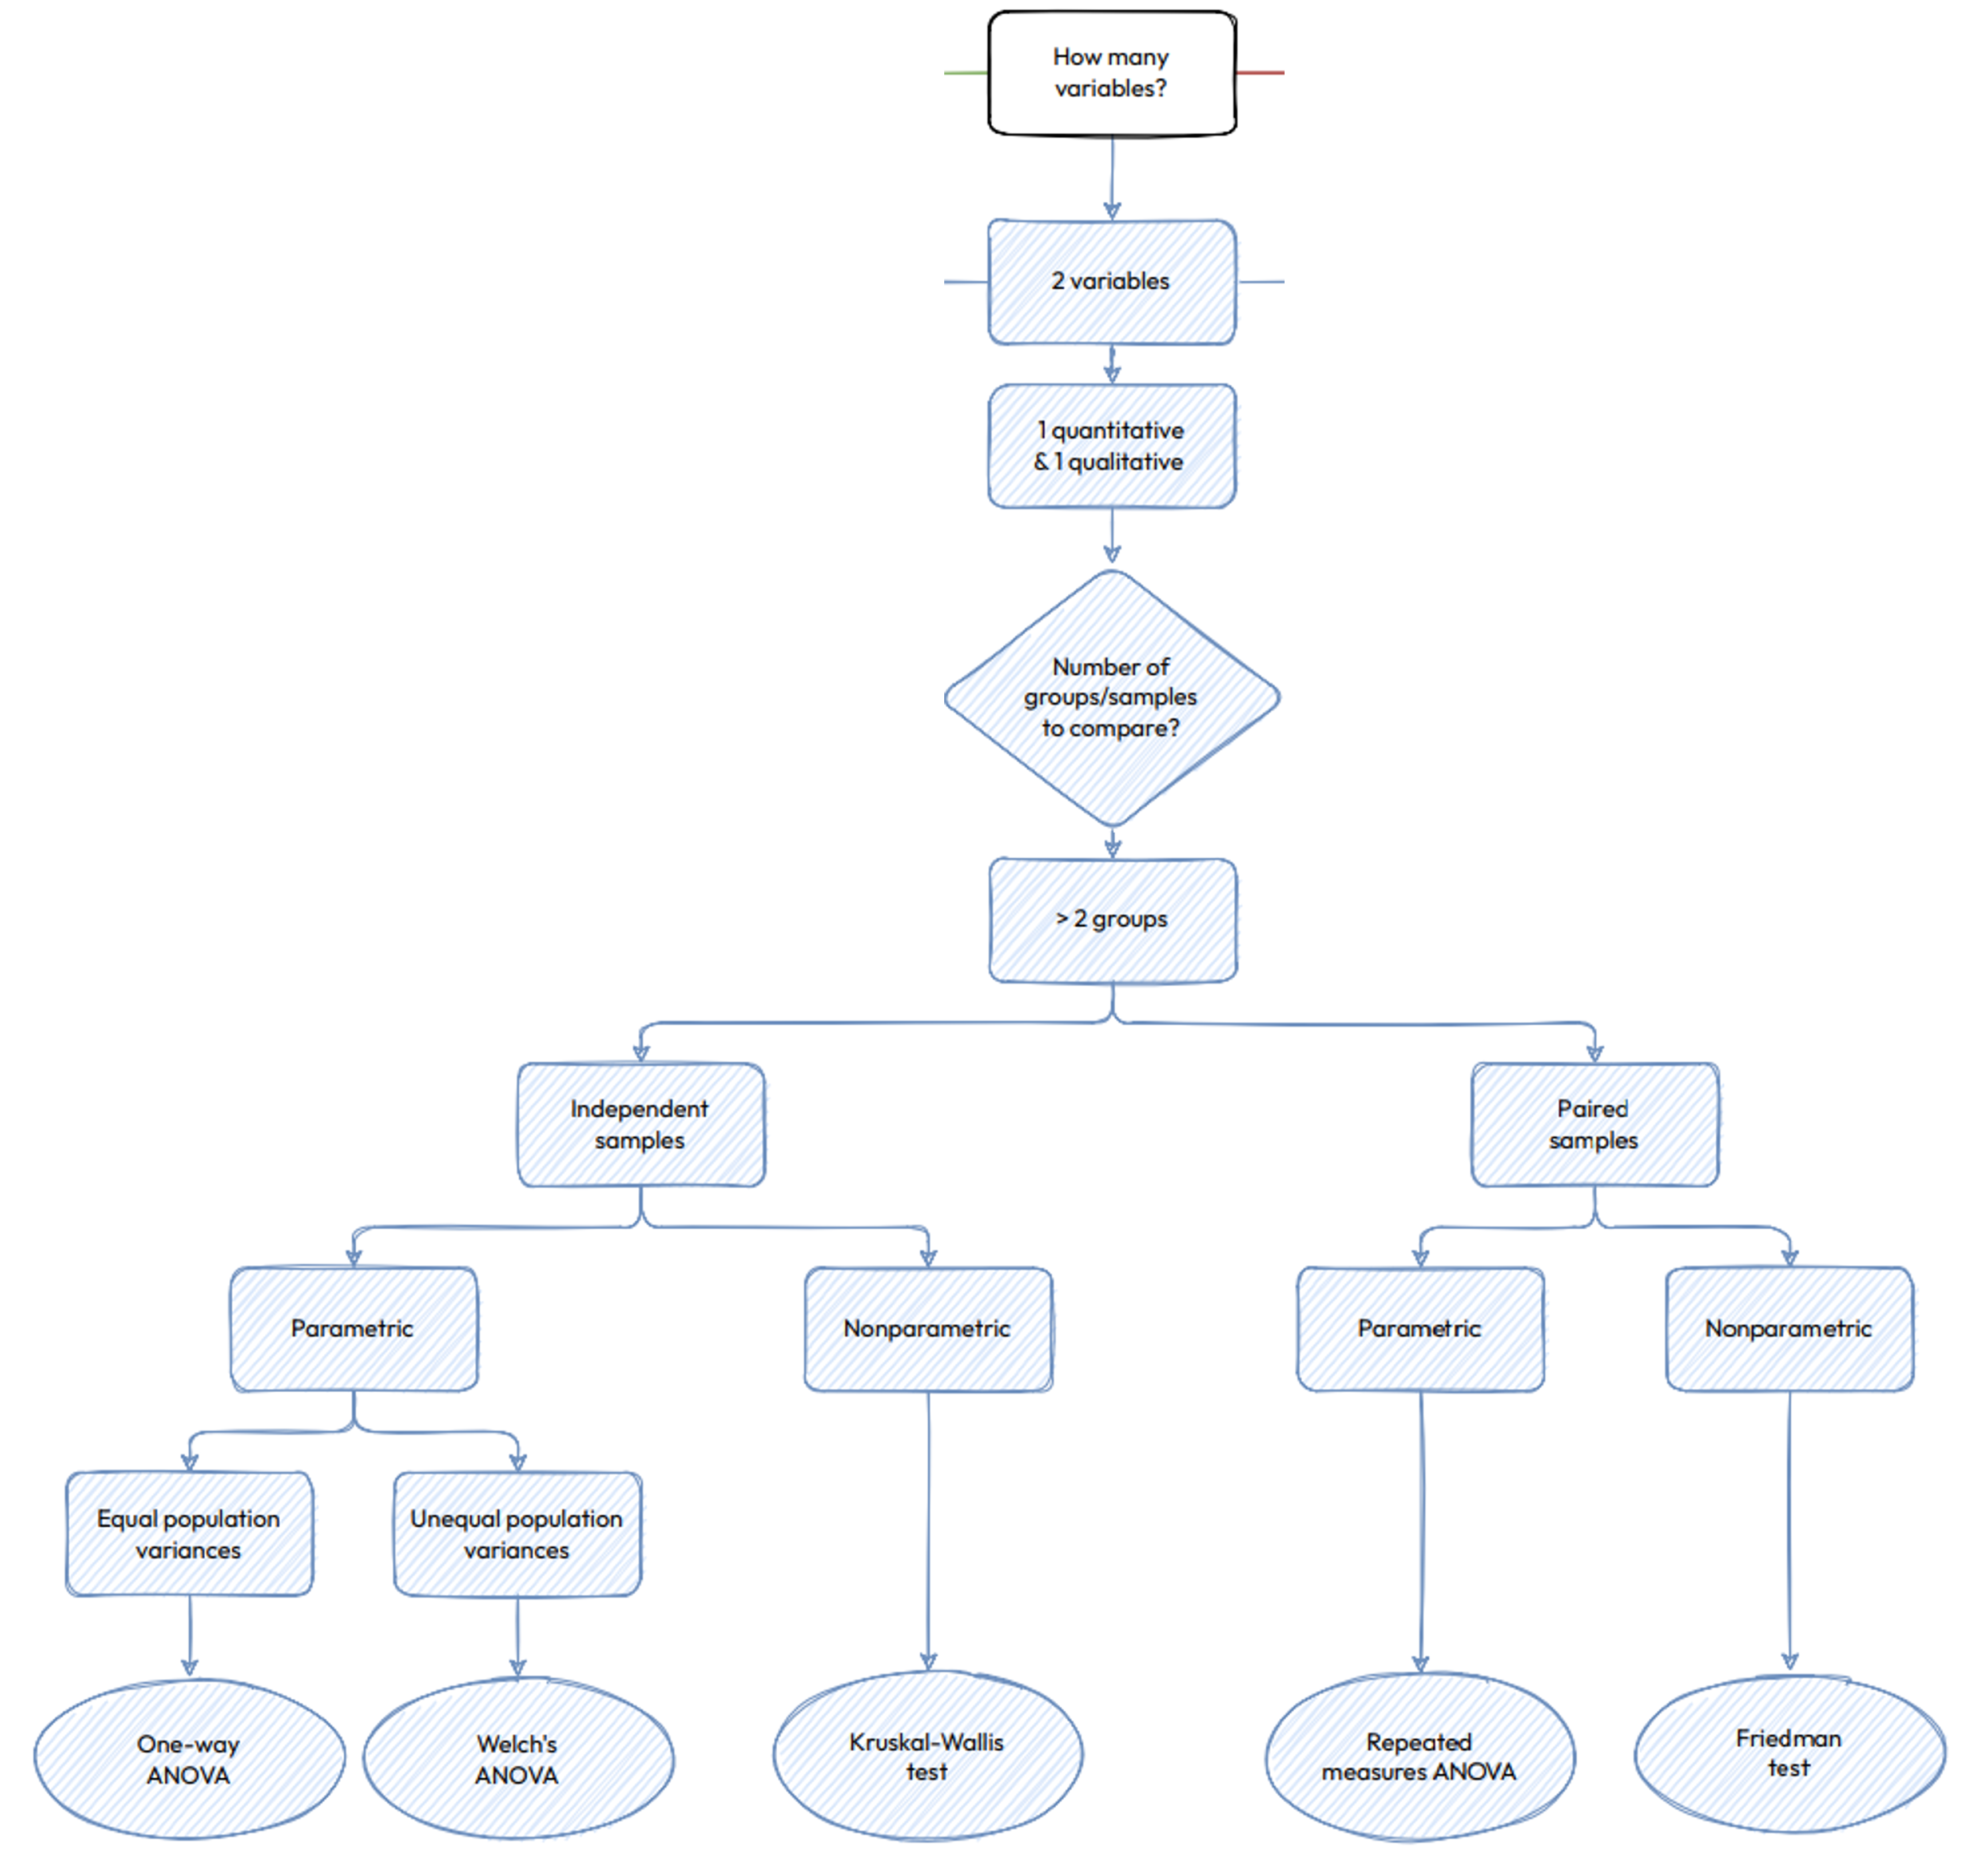 How many
variables?
2 variables
1 quantitative
& 1 qualitative
Number of
groups/samples
to compare?
> 2 groups
Independent
samples
Paired
samples
Parametric
Nonparametric
Parametric
Nonparametric
Equal population
variances
Unequal population
variances
One-way
ANOVA
Welch's
ANOVA
Kruskal-Wallis
test
Repeated
measures ANOVA
Friedman
test